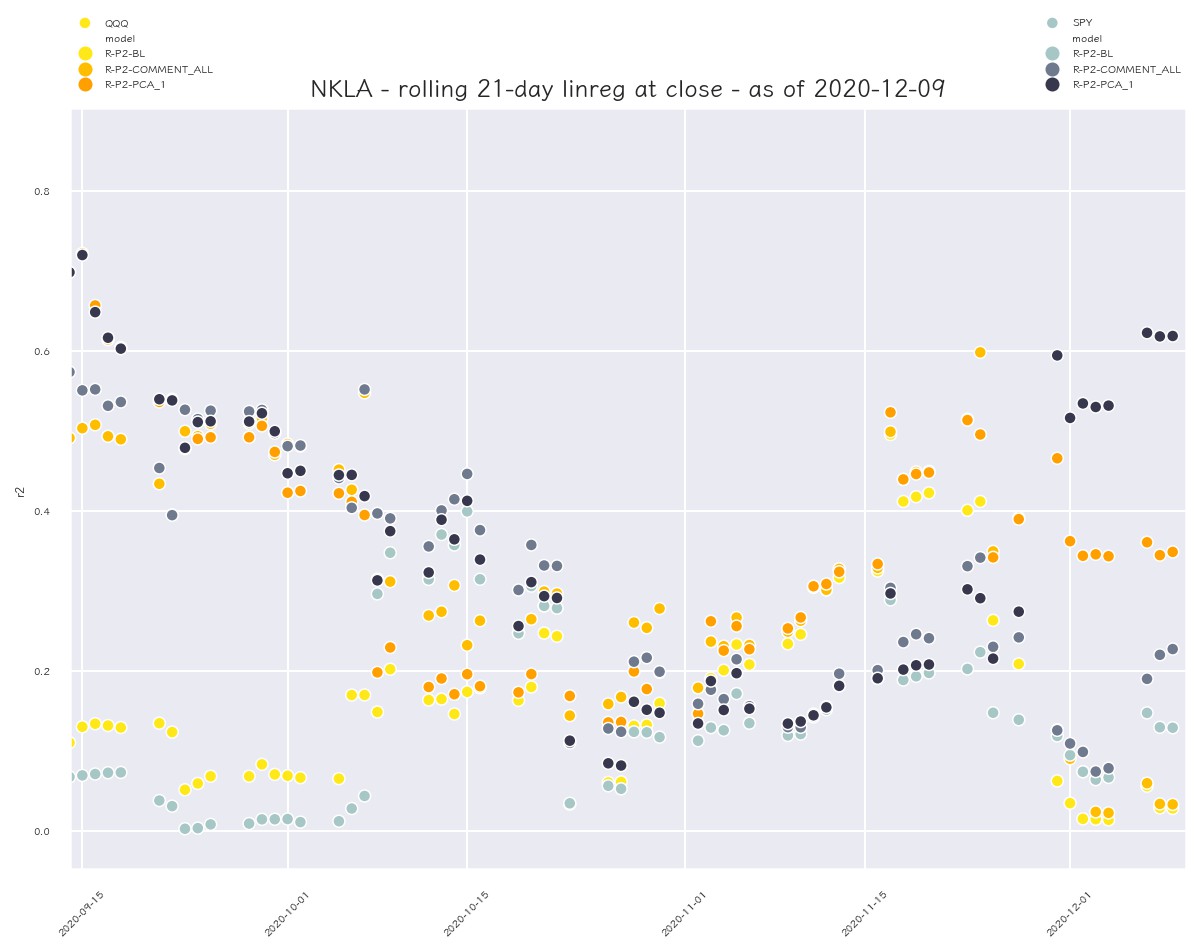 QQQ
model
R-P2-BL
R-P2-COMMENT_ALL
R-P2-PCA_1
SPY
model
R-P2-BL
R-P2-COMMENT_ALL
R-P2-PCA_1
NKLA - rolling 21-day linreg at close - as of 2020-12-09
0.8
0.6
0.4
0.2
0.0
r2
2020-09-15
2020-10-01
2020-10-15
2020-11-01
2020-11-15
2020-12-01